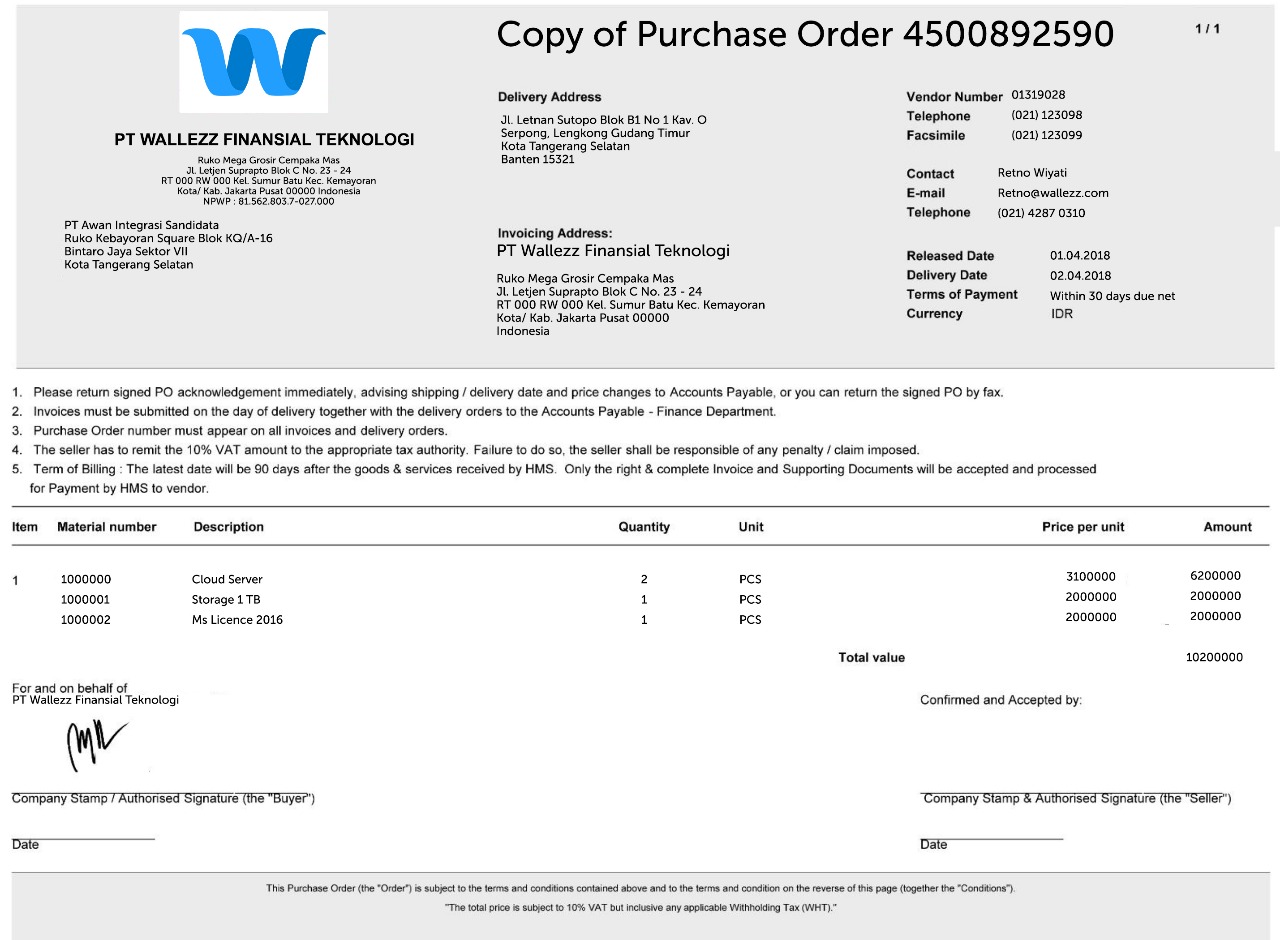 Copy of Purchase Order 4500892590
1 / 1
PT WALLEZZ FINANSIAL TEKNOLOGI
Ruko Mega Grosir Cempaka Mas
Jl. Letjen Suprapto Blok C No. 23 - 24
RT 000 RW 000 Kel. Sumur Batu Kec. Kemayoran
Kota/ Kab. Jakarta Pusat 00000 Indonesia
NPWP : 81.562.803.7-027.000
PT Awan Integrasi Sandidata
Ruko Kebayoran Square Blok KQ/A-16
Bintaro Jaya Sektor VII
Kota Tangerang Selatan
Delivery Address
Jl. Letnan Sutopo Blok B1 No 1 Kav. O
Serpong, Lengkong Gudang Timur
Kota Tangerang Selatan
Banten 15321
Invoicing Address:
PT Wallezz Finansial Teknologi
Ruko Mega Grosir Cempaka Mas
Jl. Letjen Suprapto Blok C No. 23 - 24
RT 000 RW 000 Kel. Sumur Batu Kec. Kemayoran
Kota/ Kab. Jakarta Pusat 00000
Indonesia
Vendor Number 01319028
Telephone (021) 123098
Facsimile (021) 123099
Contact Retno Wiyati
E-mail Retno@wallezz.com
Telephone (021) 4287 0310
Released Date 01.04.2018
Delivery Date 02.04.2018
Terms of Payment Within 30 days due net
Currency IDR
1. Please return signed PO acknowledgement immediately, advising shipping / delivery date and price changes to Accounts Payable, or you can return the signed PO by fax.
2. Invoices must be submitted on the day of delivery together with the delivery orders to the Accounts Payable - Finance Department.
3. Purchase Order number must appear on all invoices and delivery orders.
4. The seller has to remit the 10% VAT amount to the appropriate tax authority. Failure to do so, the seller shall be responsible of any penalty / claim imposed.
5. Term of Billing : The latest date will be 90 days after the goods & services received by HMS. Only the right & complete Invoice and Supporting Documents will be accepted and processed
for Payment by HMS to vendor.
Item Material number Description Quantity Unit Price per unit Amount
1 1000000 Cloud Server 2 PCS 3100000 6200000
1000001 Storage 1 TB 1 PCS 2000000 2000000
1000002 Ms Licence 2016 1 PCS 2000000 2000000
Total value 10200000
For and on behalf of
PT Wallezz Finansial Teknologi
Confirmed and Accepted by:
Company Stamp / Authorised Signature (the "Buyer")
Company Stamp & Authorised Signature (the "Seller")
Date
Date
This Purchase Order (the "Order") is subject to the terms and conditions contained above and to the terms and condition on the reverse of this page (together the "Conditions").
"The total price is subject to 10% VAT but inclusive any applicable Withholding Tax (WHT)."